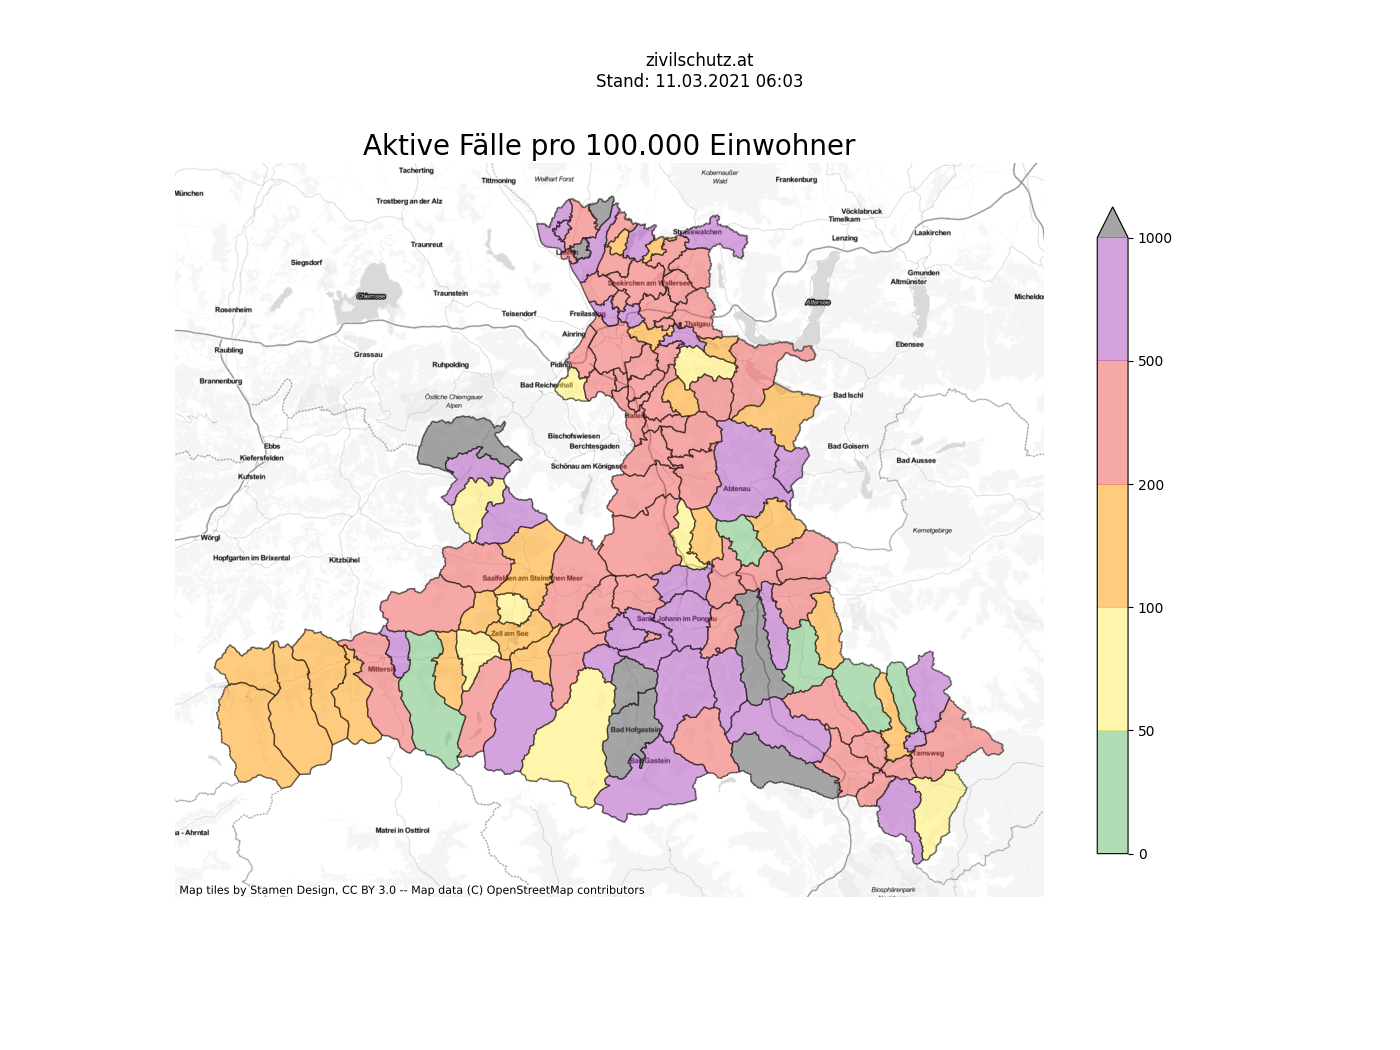 zivilschutz.at
Stand: 11.03.2021 06:03
Aktive Fälle pro 100.000 Einwohner
Tacherting
Tittmoning
Weilhart Forst
Kobernaußer
Wald
Frankenburg
München
Trostberg an der Alz
Vöcklabruck
Timelkam
Laakirchen
Strasswalchen
Lenzing
Traunreut
Siegsdorf
Gmunden
Altmünster
Seekirchen am Wallersee
Chiemsee
Traunstein
Attersee
Micheldo
Rosenheim
Teisendorf
Freilassing
Thalgau
Ainring
Ebensee
Raubling
Grassau
Ruhpolding
Piding
Brannenburg
Bad Reichenhall
Östliche Chiemgauer
Alpen
Bad Ischl
Hallein
Bischofswiesen
Berchtesgaden
Bad Goisern
Ebbs
Kiefersfelden
Schönau am Königssee
Bad Aussee
Kufstein
Abtenau
Kemetgebirge
Wörgl
Hopfgarten im Brixental
Kitzbühel
Saalfelden am Steinernen Meer
Sankt Johann im Pongau
Zell am See
Mittersi
Bad Hofgastein
Bad Gastein
Tamsweg
a - Ahrntal
Matrei in Osttirol
Biosphärenpark
Map tiles by Stamen Design, CC BY 3.0 -- Map data (C) OpenStreetMap contributors
1000
500
200
100
50
0